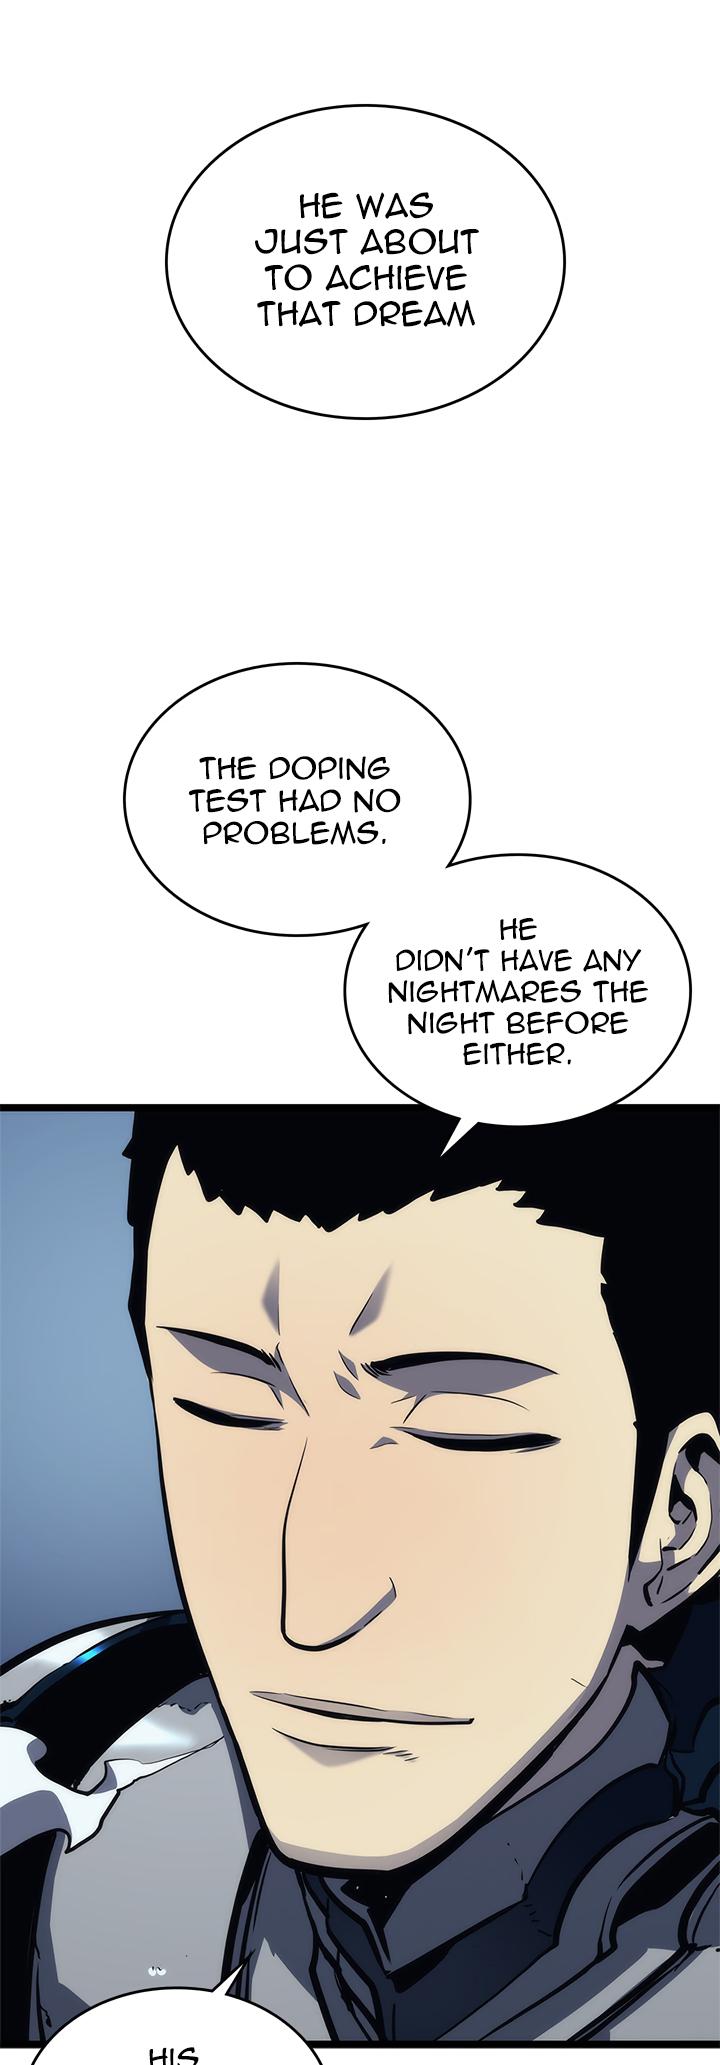 HE WAS
JUST ABOUT
TO ACHIEVE
THAT DREAM
THE DOPING
TEST HAD NO
PROBLEMS.
HE
DIDN'T HAVE ANY
NIGHTMARES THE
NIGHT BEFORE
EITHER.
HIS